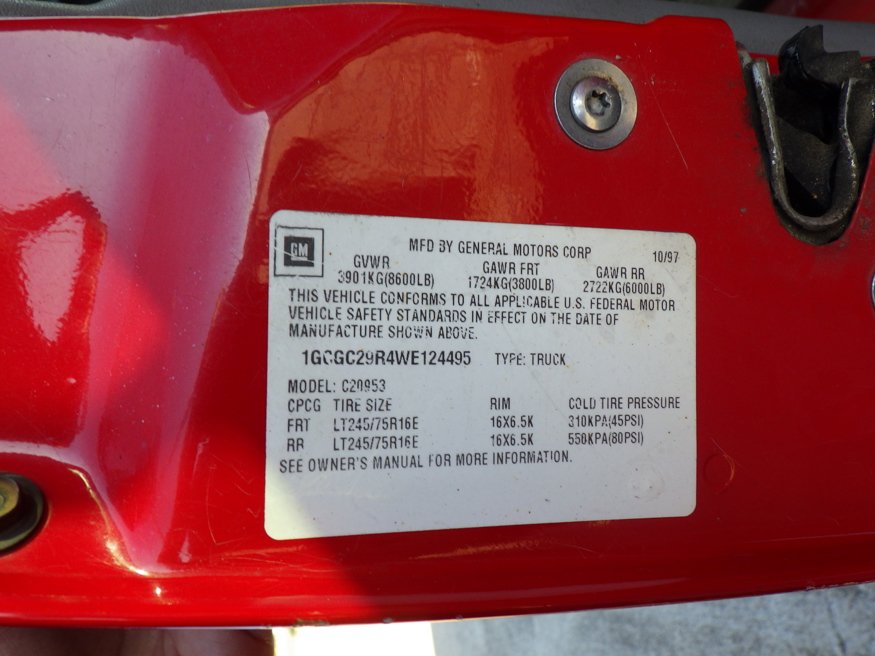 GM
MFD BY GENERAL MOTORS CORP 10/97
GVWR GAWR FRT GAWR RR
3901KG(8600LB) 1724KG(3800LB) 2722KG(6000LB)
THIS VEHICLE CONFORMS TO ALL APPLICABLE U.S. FEDERAL MOTOR
VEHICLE SAFETY STANDARDS IN EFFECT ON THE DATE OF
MANUFACTURE SHOWN ABOVE.
1GCGC29R4WE124495 TYPE: TRUCK
MODEL: C20953
CPCG TIRE SIZE RIM COLD TIRE PRESSURE
FRT LT245/75R16E 16X6.5K 310KPA(45PSI)
RR LT245/75R16E 16X6.5K 550KPA(80PSI)
SEE OWNER'S MANUAL FOR MORE INFORMATION.